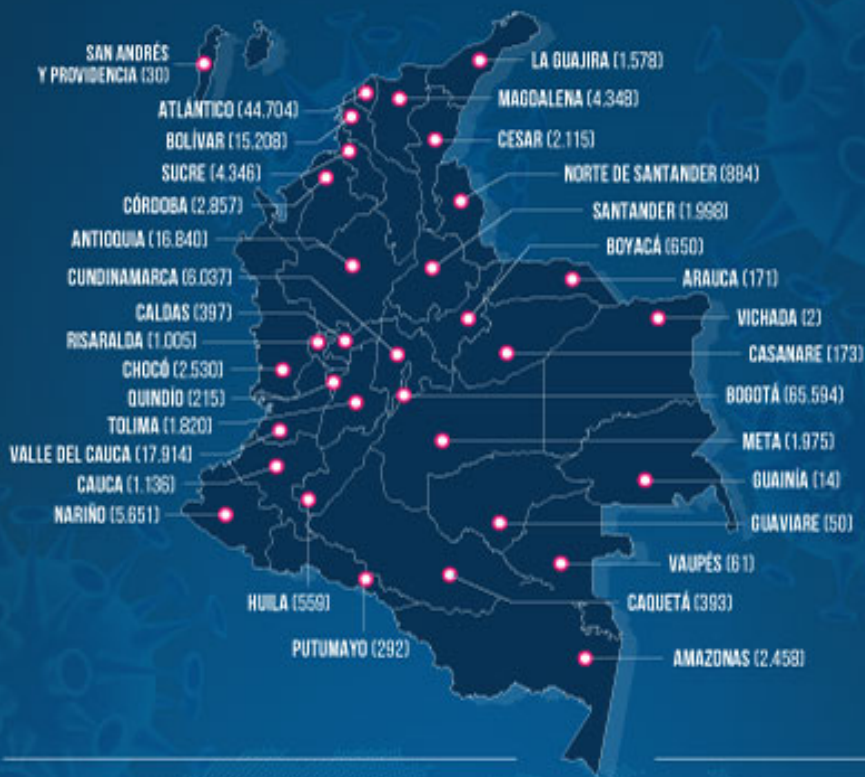 SAN ANDRÉS
Y PROVIDENCIA (30)
ATLÁNTICO (44.704)
BOLÍVAR (15.208)
SUCRE (4.346)
CÓRDOBA (2.857)
ANTIOQUIA (16.840)
CUNDINAMARCA (6.037)
CALDAS (397)
RISARALDA (1.005)
CHOCÓ (2.530)
QUINDÍO (215)
TOLIMA (1.820)
VALLE DEL CAUCA (17.914)
CAUCA (1.136)
NARIÑO (5.651)
HUILA (559)
PUTUMAYO (292)
LA GUAJIRA (1.578)
MAGDALENA (4.348)
CESAR (2.115)
NORTE DE SANTANDER (884)
SANTANDER (1.998)
BOYACÁ (650)
ARAUCA (171)
VICHADA (2)
CASANARE (173)
BOGOTÁ (65.594)
META (1.975)
GUAINÍA (14)
GUAVIARE (50)
VAUPÉS (61)
CAQUETÁ (393)
AMAZONAS (2.458)